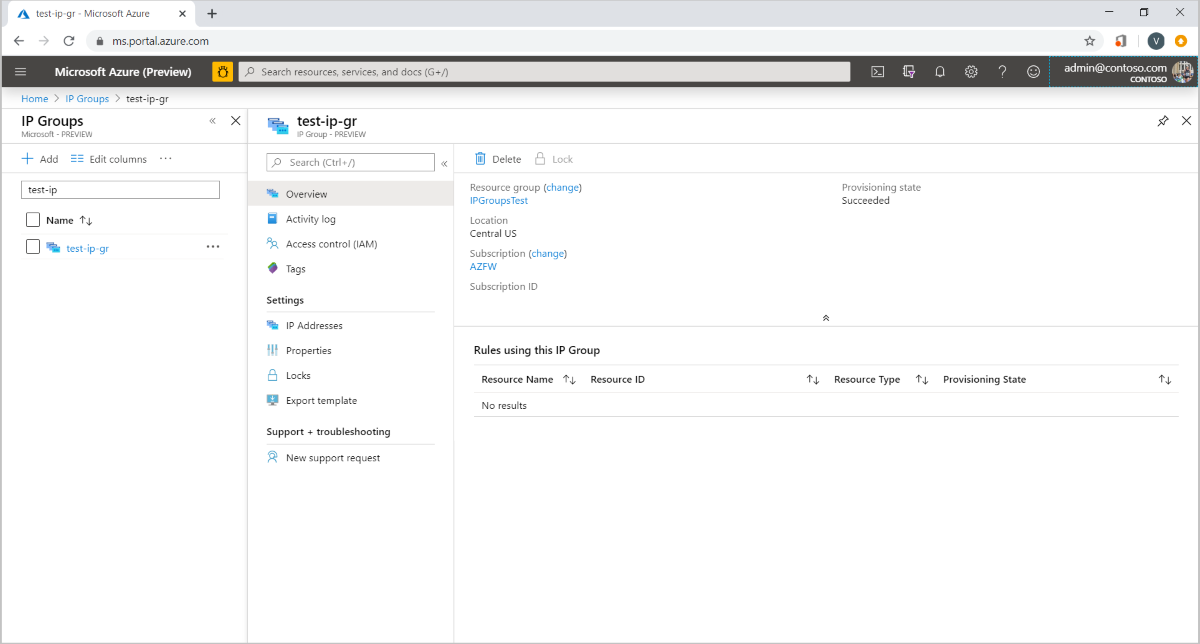 test-ip-gr - Microsoft Azure
ms.portal.azure.com
V
Microsoft Azure (Preview)
Search resources, services, and docs (G+/)
admin@contoso.com
CONTOSO
Home > IP Groups > test-ip-gr
IP Groups
Microsoft - PREVIEW
test-ip-gr
IP Group - PREVIEW
Add Edit columns ...
Search (Ctrl+/)
Delete Lock
test-ip
Name
test-ip-gr ...
Overview
Activity log
Access control (IAM)
Tags
Settings
IP Addresses
Properties
Locks
Export template
Support + troubleshooting
New support request
Resource group (change)
IPGroupsTest
Location
Central US
Subscription (change)
AZFW
Subscription ID
Provisioning state
Succeeded
Rules using this IP Group
Resource Name Resource ID Resource Type Provisioning State
No results